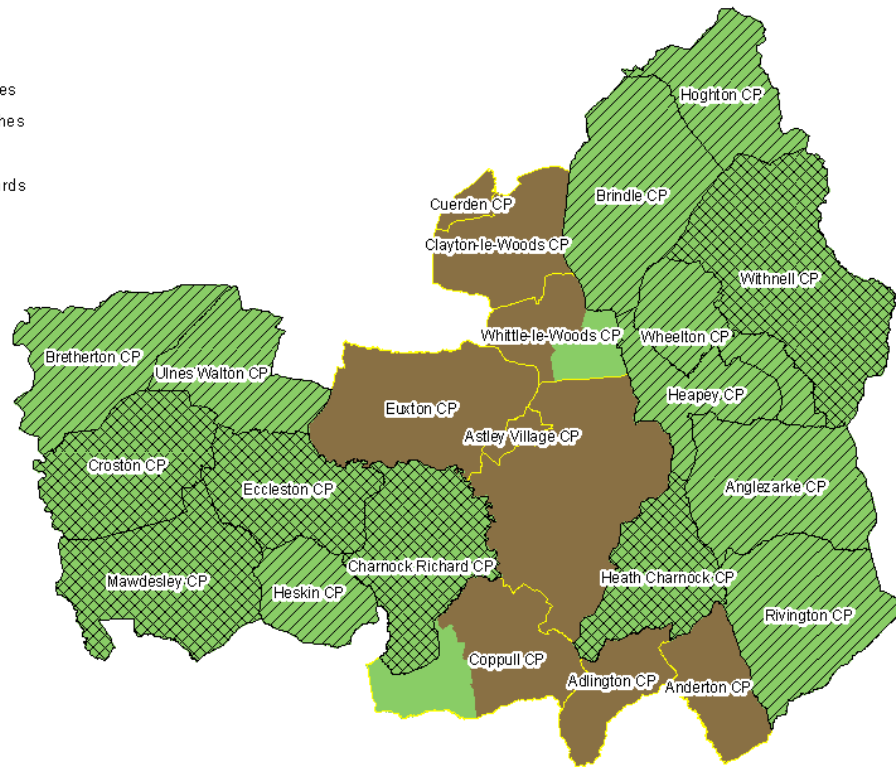 es
nes
rds
Hoghton CP
Brindle CP
Cuerden CP
Clayton-le-Woods CP
Withnell CP
Whittle-le-Woods CP
Wheelton CP
Bretherton CP
Ulnes Walton CP
Heapey CP
Euxton CP
Astley Village CP
Croston CP
Eccleston CP
Anglezarke CP
Charnock Richard CP
Mawdesley CP
Heskin CP
Heath Charnock CP
Rivington CP
Coppull CP
Adlington CP
Anderton CP